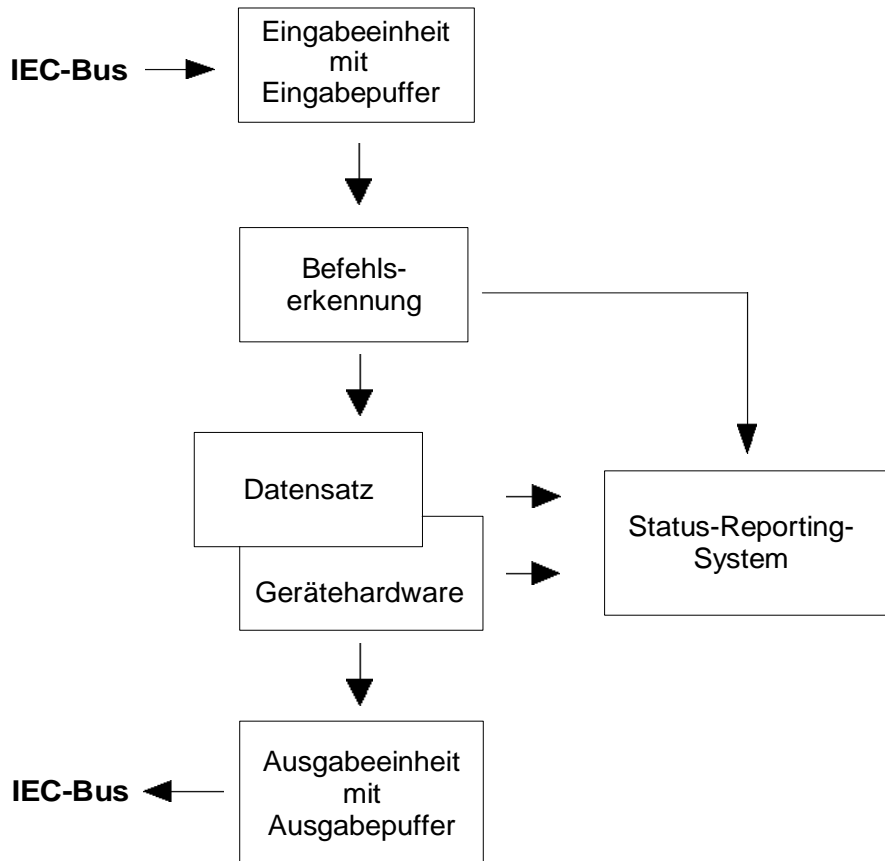 Eingabeeinheit
mit
Eingabepuffer
IEC-Bus
Befehls-
erkennung
Datensatz
Gerätehardware
Status-Reporting-
System
Ausgabeeinheit
mit
Ausgabepuffer
IEC-Bus